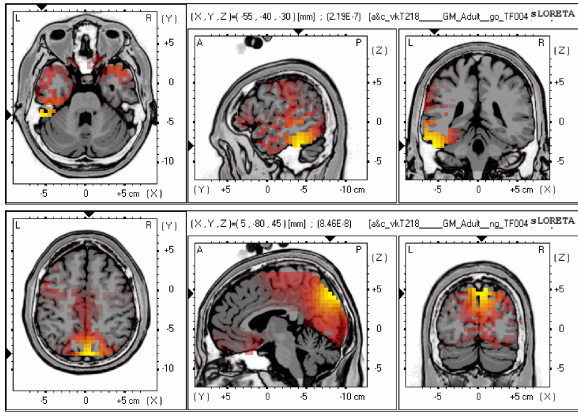 L R (Y) (X,Y,Z)=(-55,-40,-30)[mm] ; (2.19E-7) [a&c_vkT218____GM_Adult__go_TF004 sLORETA
A P (Z) L R (Z)
0 +5 +5
-5 0 0
-10 -5 -5
-5 0 +5 cm (X) (Y) +5 0 -5 -10 cm -5 0 +5 cm (X)
L R (Y) (X,Y,Z)=(5,-80,45)[mm] ; (8.46E-8) [a&c_vkT218____GM_Adult__ng_TF004 sLORETA
A P (Z) L R (Z)
0 +5 +5
-5 0 0
-10 -5 -5
-5 0 +5 cm (X) (Y) +5 0 -5 -10 cm -5 0 +5 cm (X)